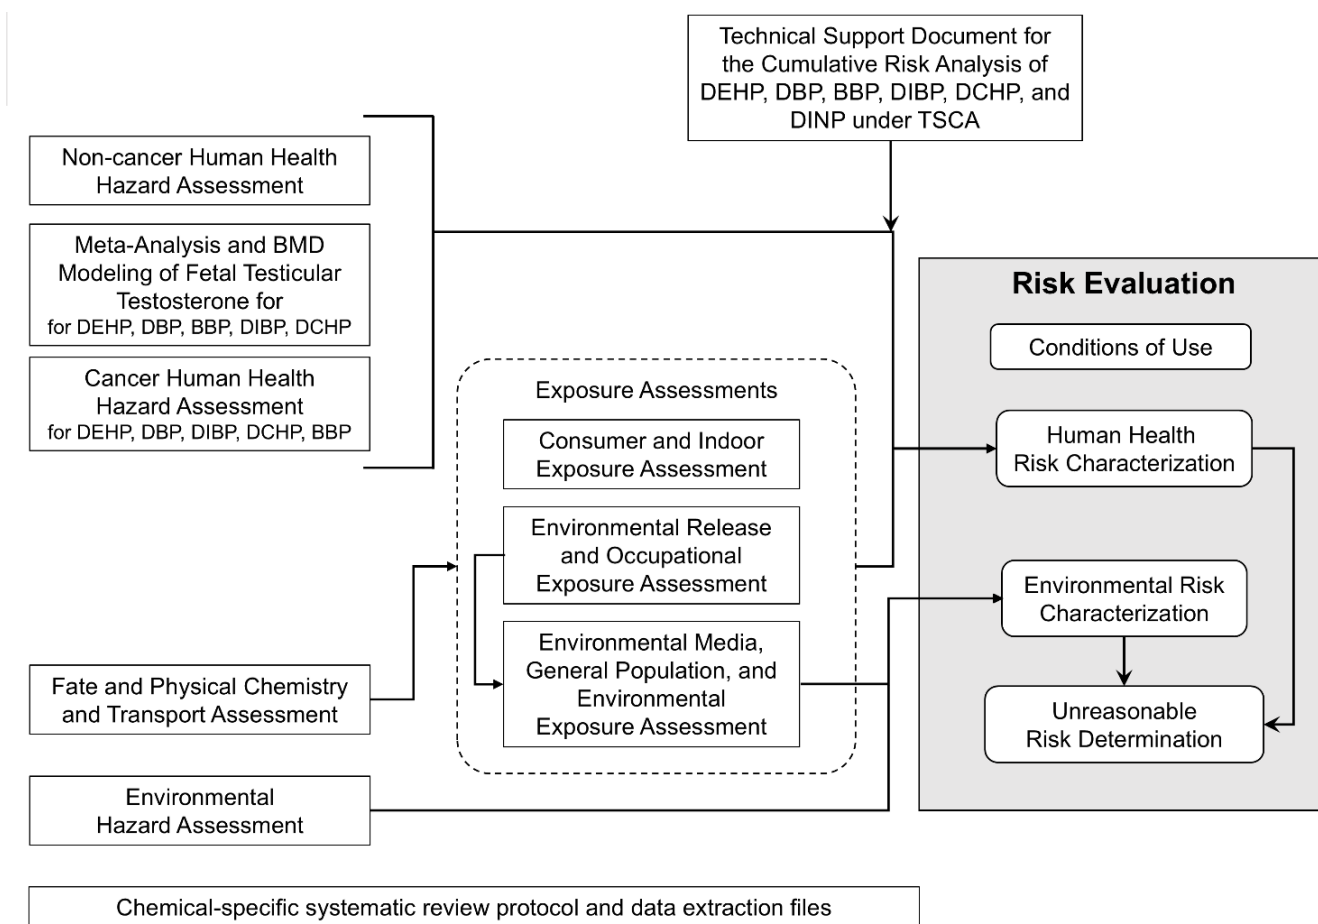 Technical Support Document for
the Cumulative Risk Analysis of
DEHP, DBP, BBP, DIBP, DCHP, and
DINP under TSCA
Non-cancer Human Health
Hazard Assessment
Meta-Analysis and BMD
Modeling of Fetal Testicular
Testosterone for
for DEHP, DBP, BBP, DIBP, DCHP
Cancer Human Health
Hazard Assessment
for DEHP, DBP, DIBP, DCHP, BBP
Fate and Physical Chemistry
and Transport Assessment
Environmental
Hazard Assessment
Exposure Assessments
Consumer and Indoor
Exposure Assessment
Environmental Release
and Occupational
Exposure Assessment
Environmental Media,
General Population, and
Environmental
Exposure Assessment
Risk Evaluation
Conditions of Use
Human Health
Risk Characterization
Environmental Risk
Characterization
Unreasonable
Risk Determination
Chemical-specific systematic review protocol and data extraction files